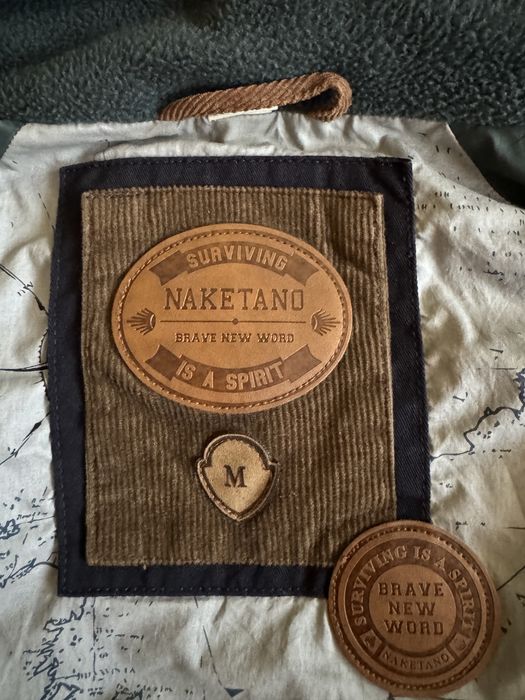 SURVIVING
NAKETANO
BRAVE NEW WORD
IS A SPIRIT
M
SURVIVING IS A SPIRIT
BRAVE
NEW
WORD
NAKETANO